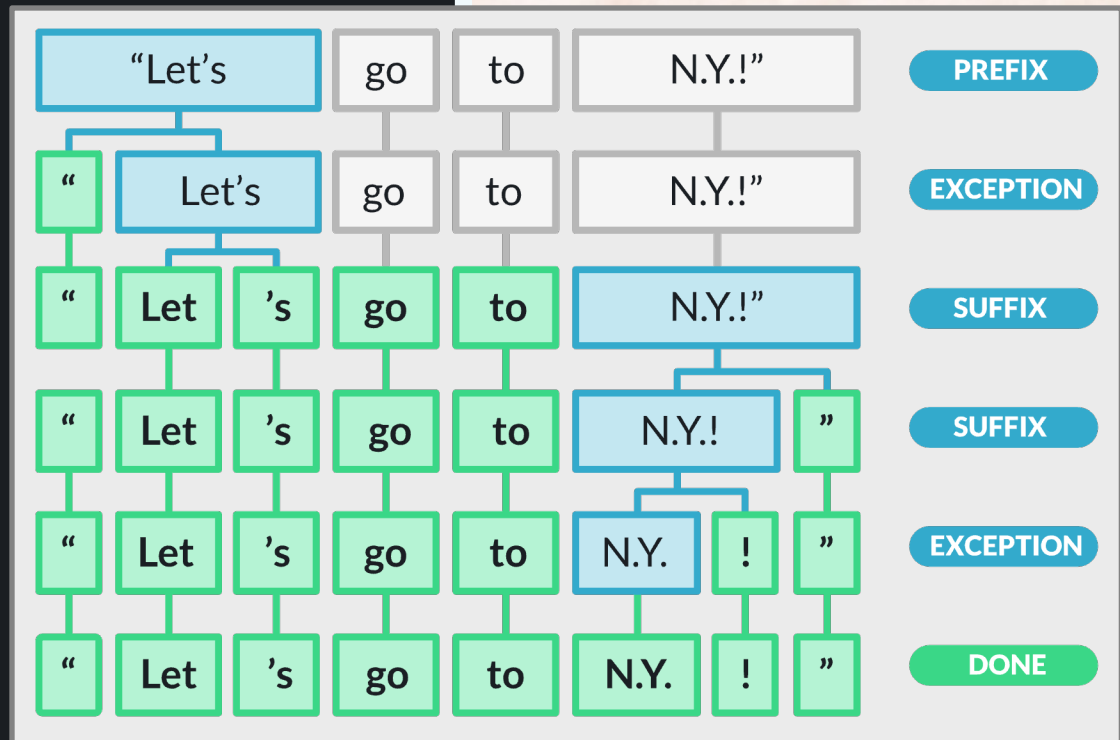 “Let’s go to N.Y.!” PREFIX
“ Let’s go to N.Y.!” EXCEPTION
“ Let ’s go to N.Y.!” SUFFIX
“ Let ’s go to N.Y.! ” SUFFIX
“ Let ’s go to N.Y. ! ” EXCEPTION
“ Let ’s go to N.Y. ! ” DONE